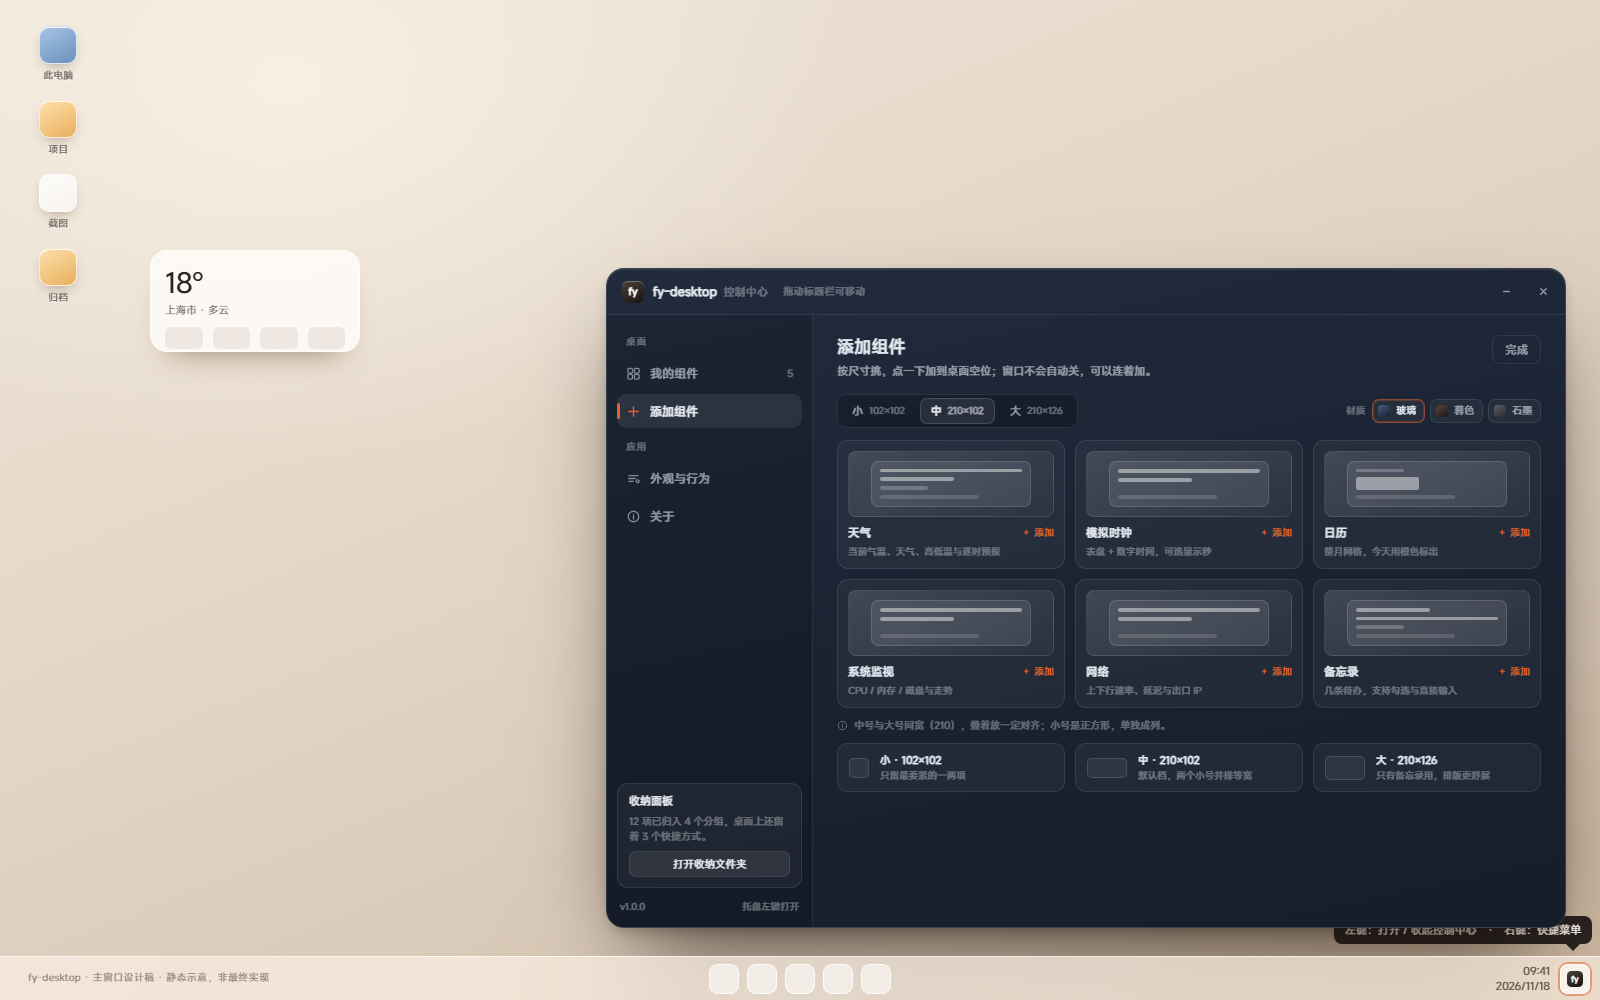 此电脑
项目
截图
归档
18°
上海市 · 多云
fy
fy-desktop 控制中心 拖动标题栏可移动
桌面
我的组件 5
添加组件
应用
外观与行为
关于
收纳面板
12 项已归入 4 个分组，桌面上还留
着 3 个快捷方式。
打开收纳文件夹
v1.0.0 托盘左键打开
添加组件
完成
按尺寸挑，点一下加到桌面空位；窗口不会自动关，可以连着加。
小 102×102 中 210×102 大 210×126
材质 玻璃 暮色 石墨
天气 + 添加
当前气温、天气、高低温与逐时预报
模拟时钟 + 添加
表盘 + 数字时间，可选显示秒
日历 + 添加
整月网格，今天用橙色标出
系统监视 + 添加
CPU / 内存 / 磁盘与走势
网络 + 添加
上下行速率、延迟与出口 IP
备忘录 + 添加
几条待办，支持勾选与直接输入
中号与大号同宽（210），叠着放一定对齐；小号是正方形，单独成列。
小 · 102×102
只留最要紧的一两项
中 · 210×102
默认档，两个小号并排等宽
大 · 210×126
只有备忘录用，排版更舒展
左键：打开 / 收起控制中心 · 右键：快捷菜单
fy-desktop · 主窗口设计稿 · 静态示意，非最终实现
09:41
2026/11/18
fy